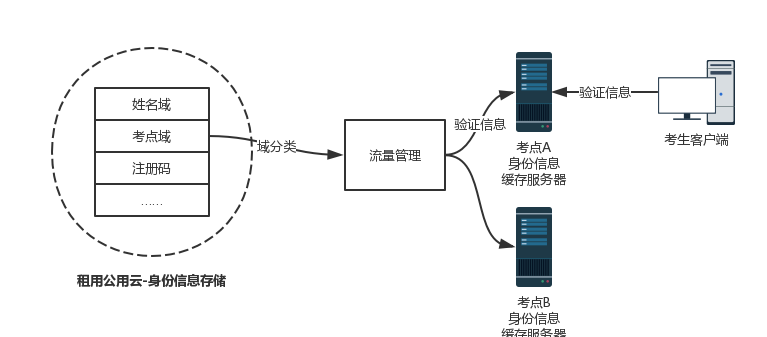 姓名域
考点域
注册码
……
租用公用云-身份信息存储
域分类
流量管理
验证信息
考点A
身份信息
缓存服务器
验证信息
考生客户端
考点B
身份信息
缓存服务器